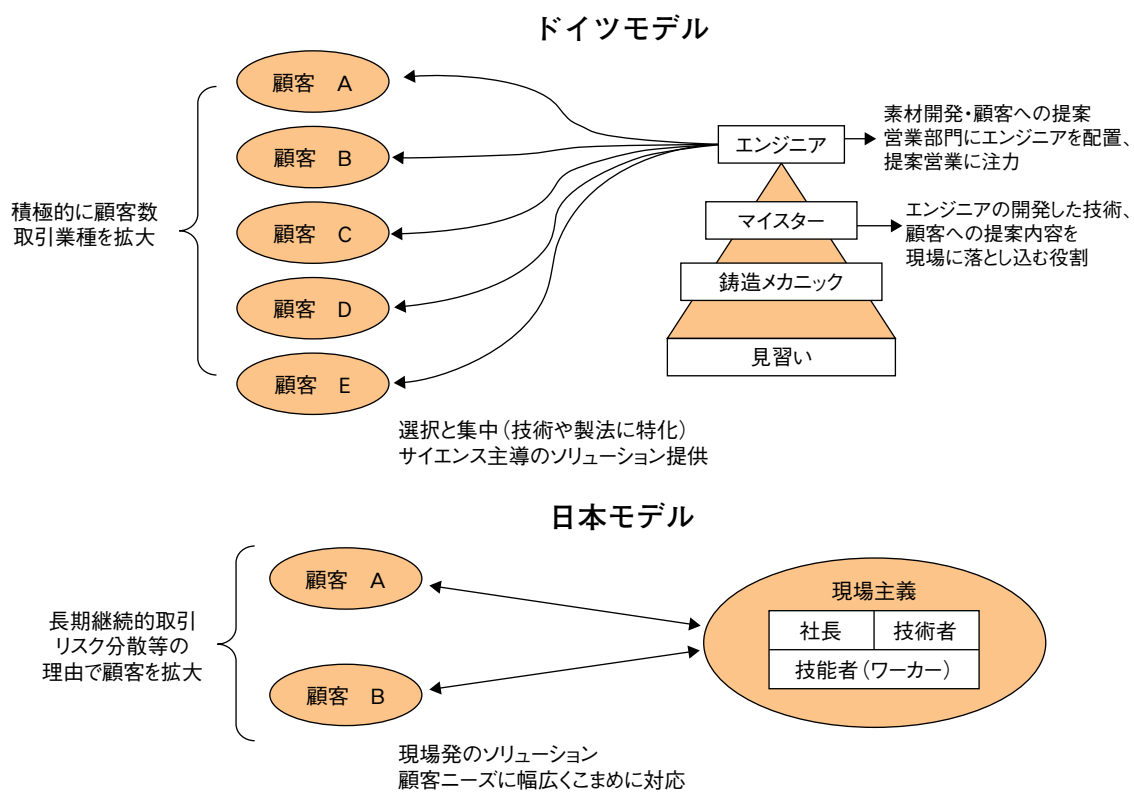 ドイツモデル
顧客　A
顧客　B
顧客　C
顧客　D
顧客　E
積極的に顧客数
取引業種を拡大
エンジニア
マイスター
鋳造メカニック
見習い
素材開発・顧客への提案
営業部門にエンジニアを配置、
提案営業に注力
エンジニアの開発した技術、
顧客への提案内容を
現場に落とし込む役割
選択と集中（技術や製法に特化）
サイエンス主導のソリューション提供
日本モデル
顧客　A
顧客　B
長期継続的取引
リスク分散等の
理由で顧客を拡大
現場主義
社長
技術者
技能者（ワーカー）
現場発のソリューション
顧客ニーズに幅広くこまめに対応